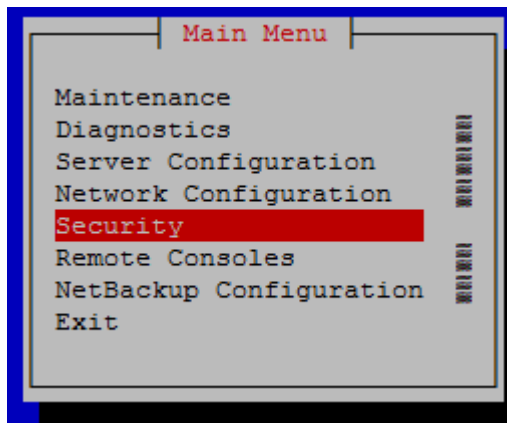 Main Menu
Maintenance
Diagnostics
Server Configuration
Network Configuration
Security
Remote Consoles
NetBackup Configuration
Exit